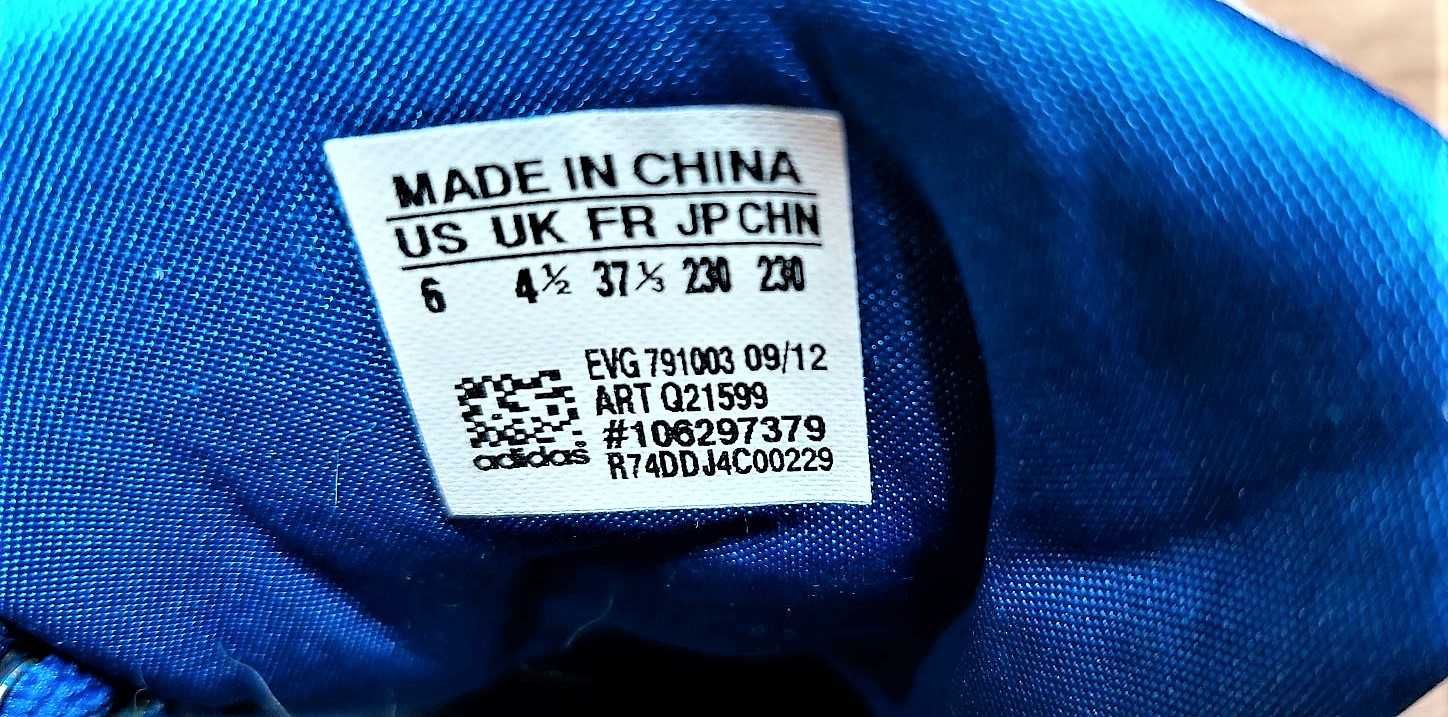 MADE IN CHINA
US UK FR JP CHN
6 4½ 37⅓ 230 230
EVG 791003 09/12
ART Q21599
#106297379
adidas® R74DDJ4C00229